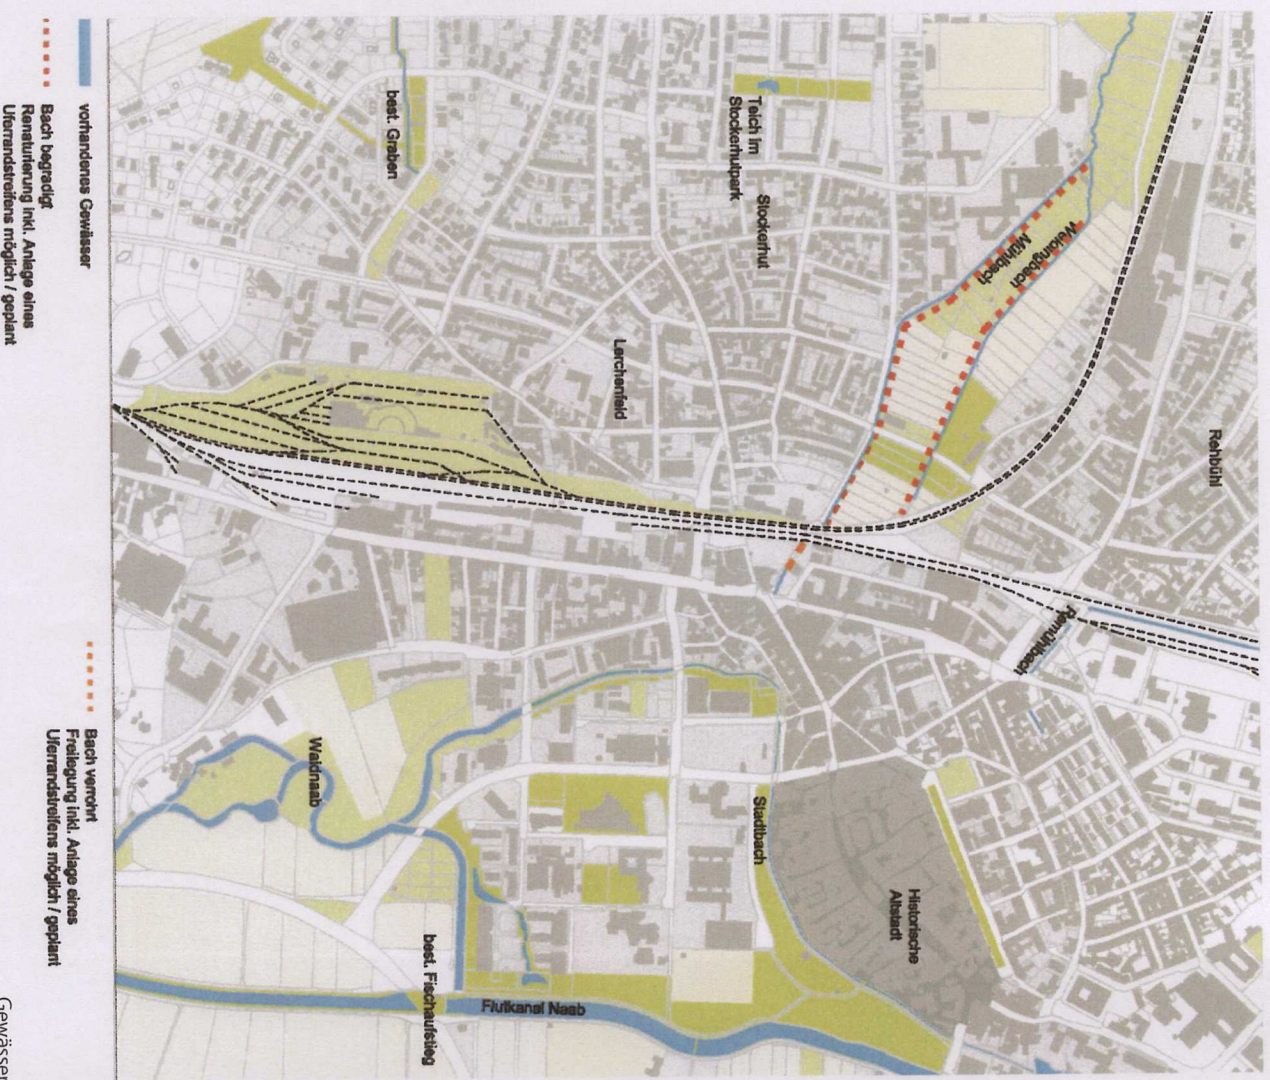 best. Graben
Teich im
Stockerhutpark
Stockerhut
Weidingbach
Mühlbach
Lerchenfeld
Rehbühl
Remühlbach
Waldnaab
Stadtbach
Historische
Altstadt
best. Fischaufstieg
Flutkanal Naab
vorhandenes Gewässer
Bach begradigt
Renaturierung inkl. Anlage eines
Uferrandstreifens möglich / geplant
Bach verrohrt
Freilegung inkl. Anlage eines
Uferrandstreifens möglich / geplant
Gewässer